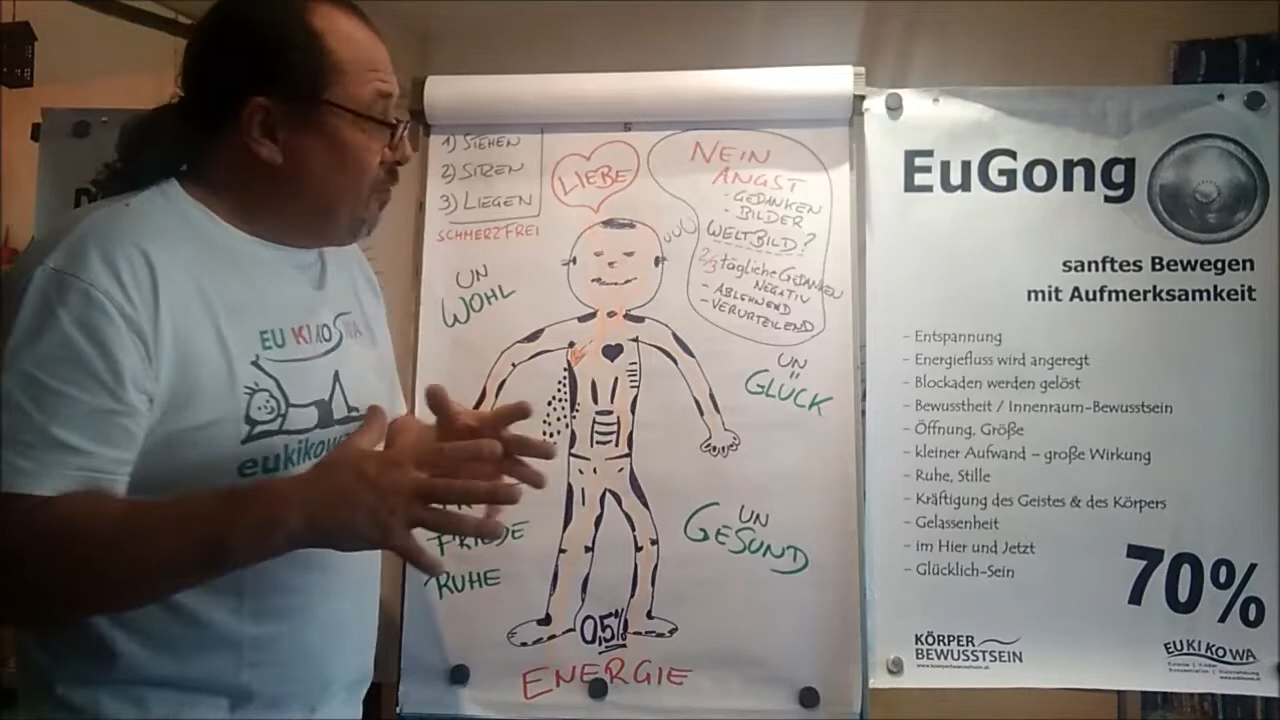 EU KI KO WA
1) STEHEN
2) SITZEN
3) LIEGEN
SCHMERZFREI
LIEBE
NEIN
ANGST
- GEDANKEN
- BILDER
WELTBILD?
2/3 tägliche GEDANKEN
NEGATIV
- ABLEHNEND
- VERURTEILEND
UN
WOHL
UN
GLÜCK
UN
GESUND
FRIEDE
RUHE
0,5%
ENERGIE
EuGong
sanftes Bewegen
mit Aufmerksamkeit
- Entspannung
- Energiefluss wird angeregt
- Blockaden werden gelöst
- Bewusstheit / Innenraum-Bewusstsein
- Öffnung, Größe
- kleiner Aufwand – große Wirkung
- Ruhe, Stille
- Kräftigung des Geistes & des Körpers
- Gelassenheit
- im Hier und Jetzt
- Glücklich-Sein
70%
KÖRPER
BEWUSSTSEIN
EU KI KO WA